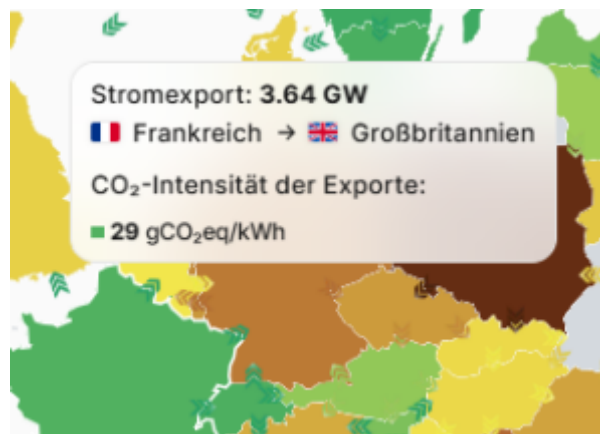 Stromexport: 3.64 GW
Frankreich → Großbritannien
CO₂-Intensität der Exporte:
29 gCO₂eq/kWh